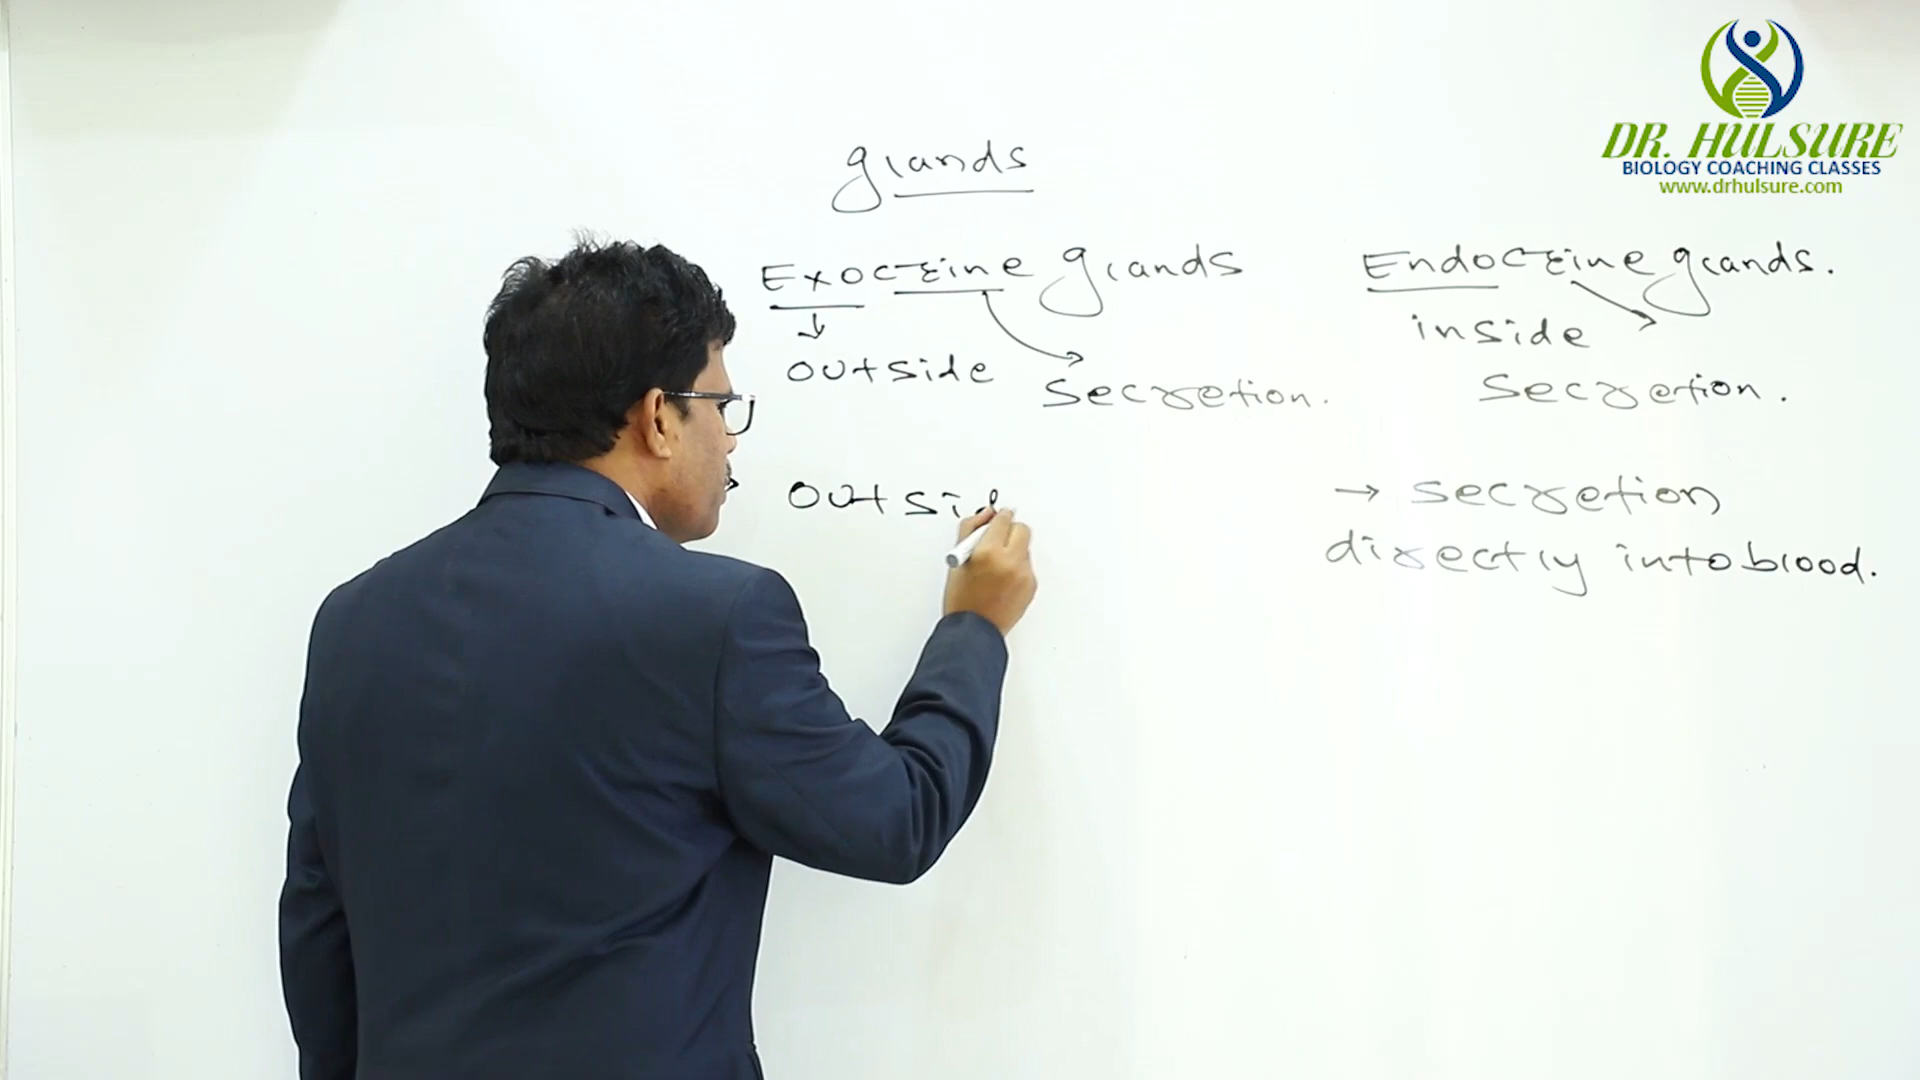 DR. HULSURE
BIOLOGY COACHING CLASSES
www.drhulsure.com
glands
Exocrine glands
outside
secretion.
outsid
Endocrine glands.
inside
secretion.
→ secretion
directly into blood.